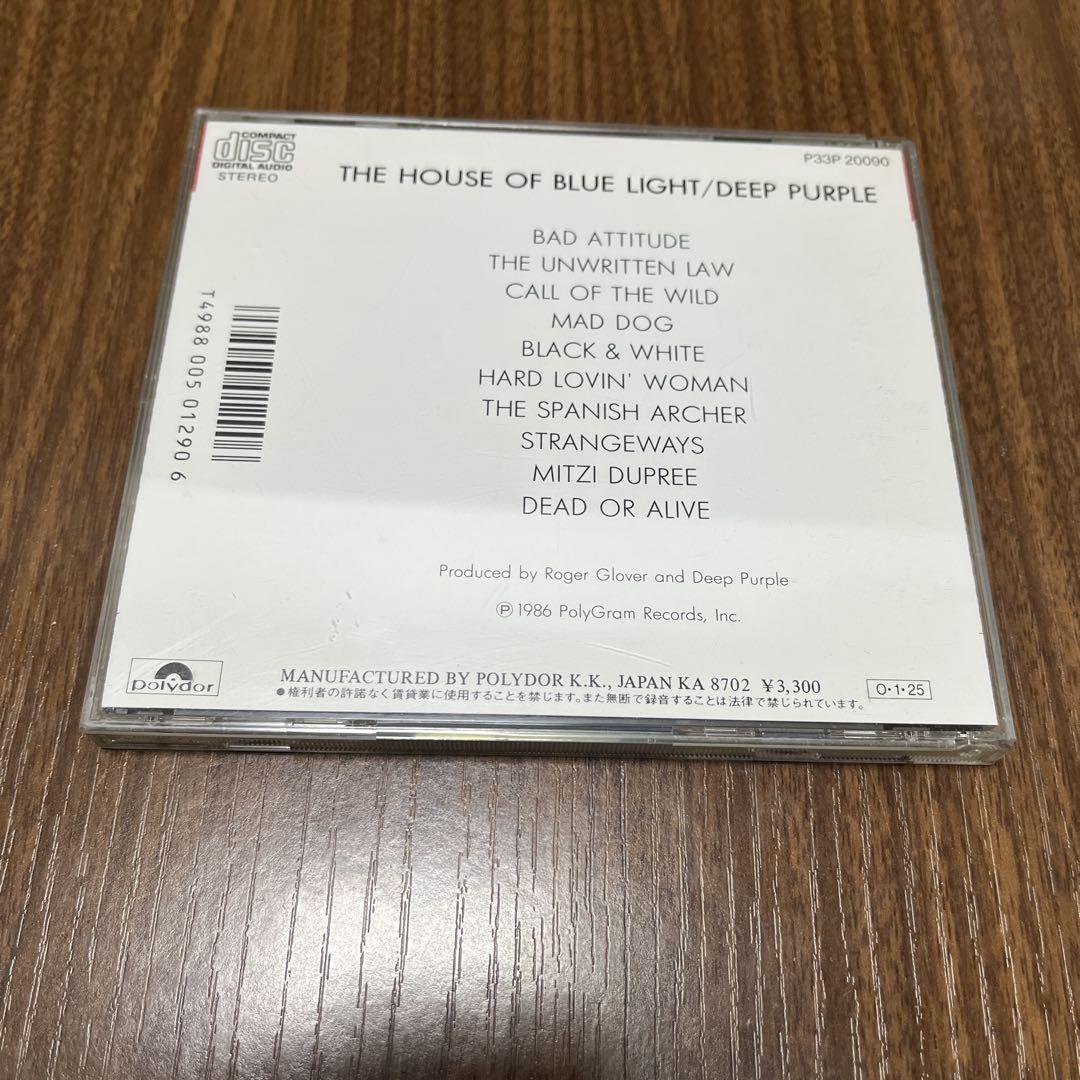 COMPACT
disc
DIGITAL AUDIO
STEREO
P33P 20090
THE HOUSE OF BLUE LIGHT/DEEP PURPLE
BAD ATTITUDE
THE UNWRITTEN LAW
CALL OF THE WILD
MAD DOG
BLACK & WHITE
HARD LOVIN' WOMAN
THE SPANISH ARCHER
STRANGEWAYS
MITZI DUPREE
DEAD OR ALIVE
T4988 005 01290 6
Produced by Roger Glover and Deep Purple
Ⓟ 1986 PolyGram Records, Inc.
polydor
MANUFACTURED BY POLYDOR K.K., JAPAN KA 8702 ¥3,300
●権利者の許諾なく賃貸業に使用することを禁じます。また無断で録音することは法律で禁じられています。
O・1・25